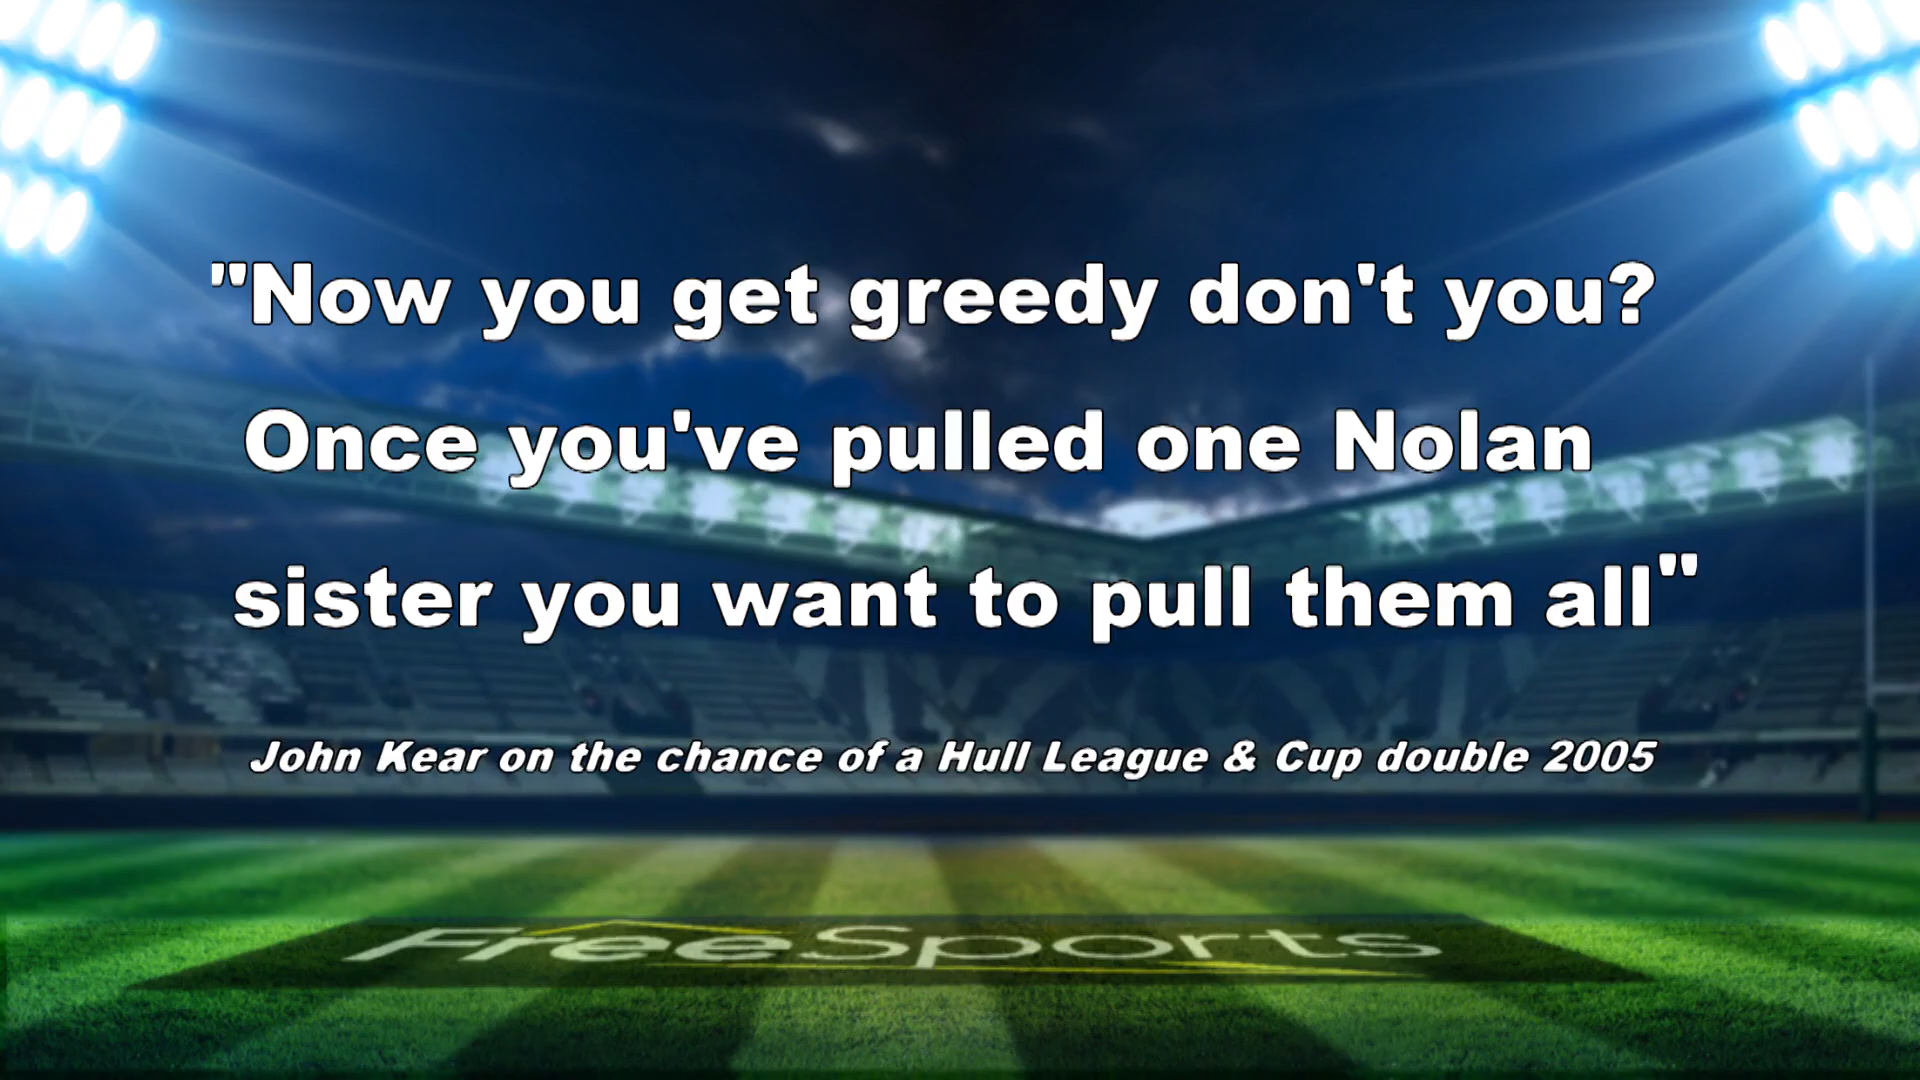 "Now you get greedy don't you?
Once you've pulled one Nolan
sister you want to pull them all"
John Kear on the chance of a Hull League & Cup double 2005
FreeSports